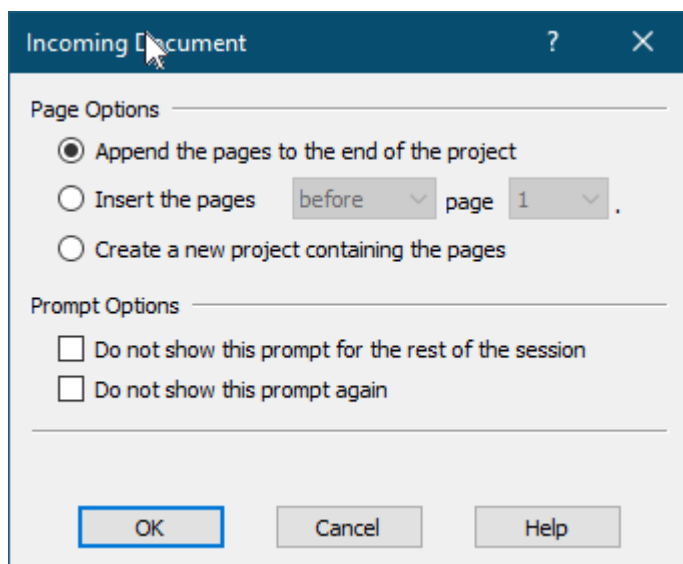 Incoming Document ?
Page Options
Append the pages to the end of the project
Insert the pages before page 1 .
Create a new project containing the pages
Prompt Options
Do not show this prompt for the rest of the session
Do not show this prompt again
OK Cancel Help